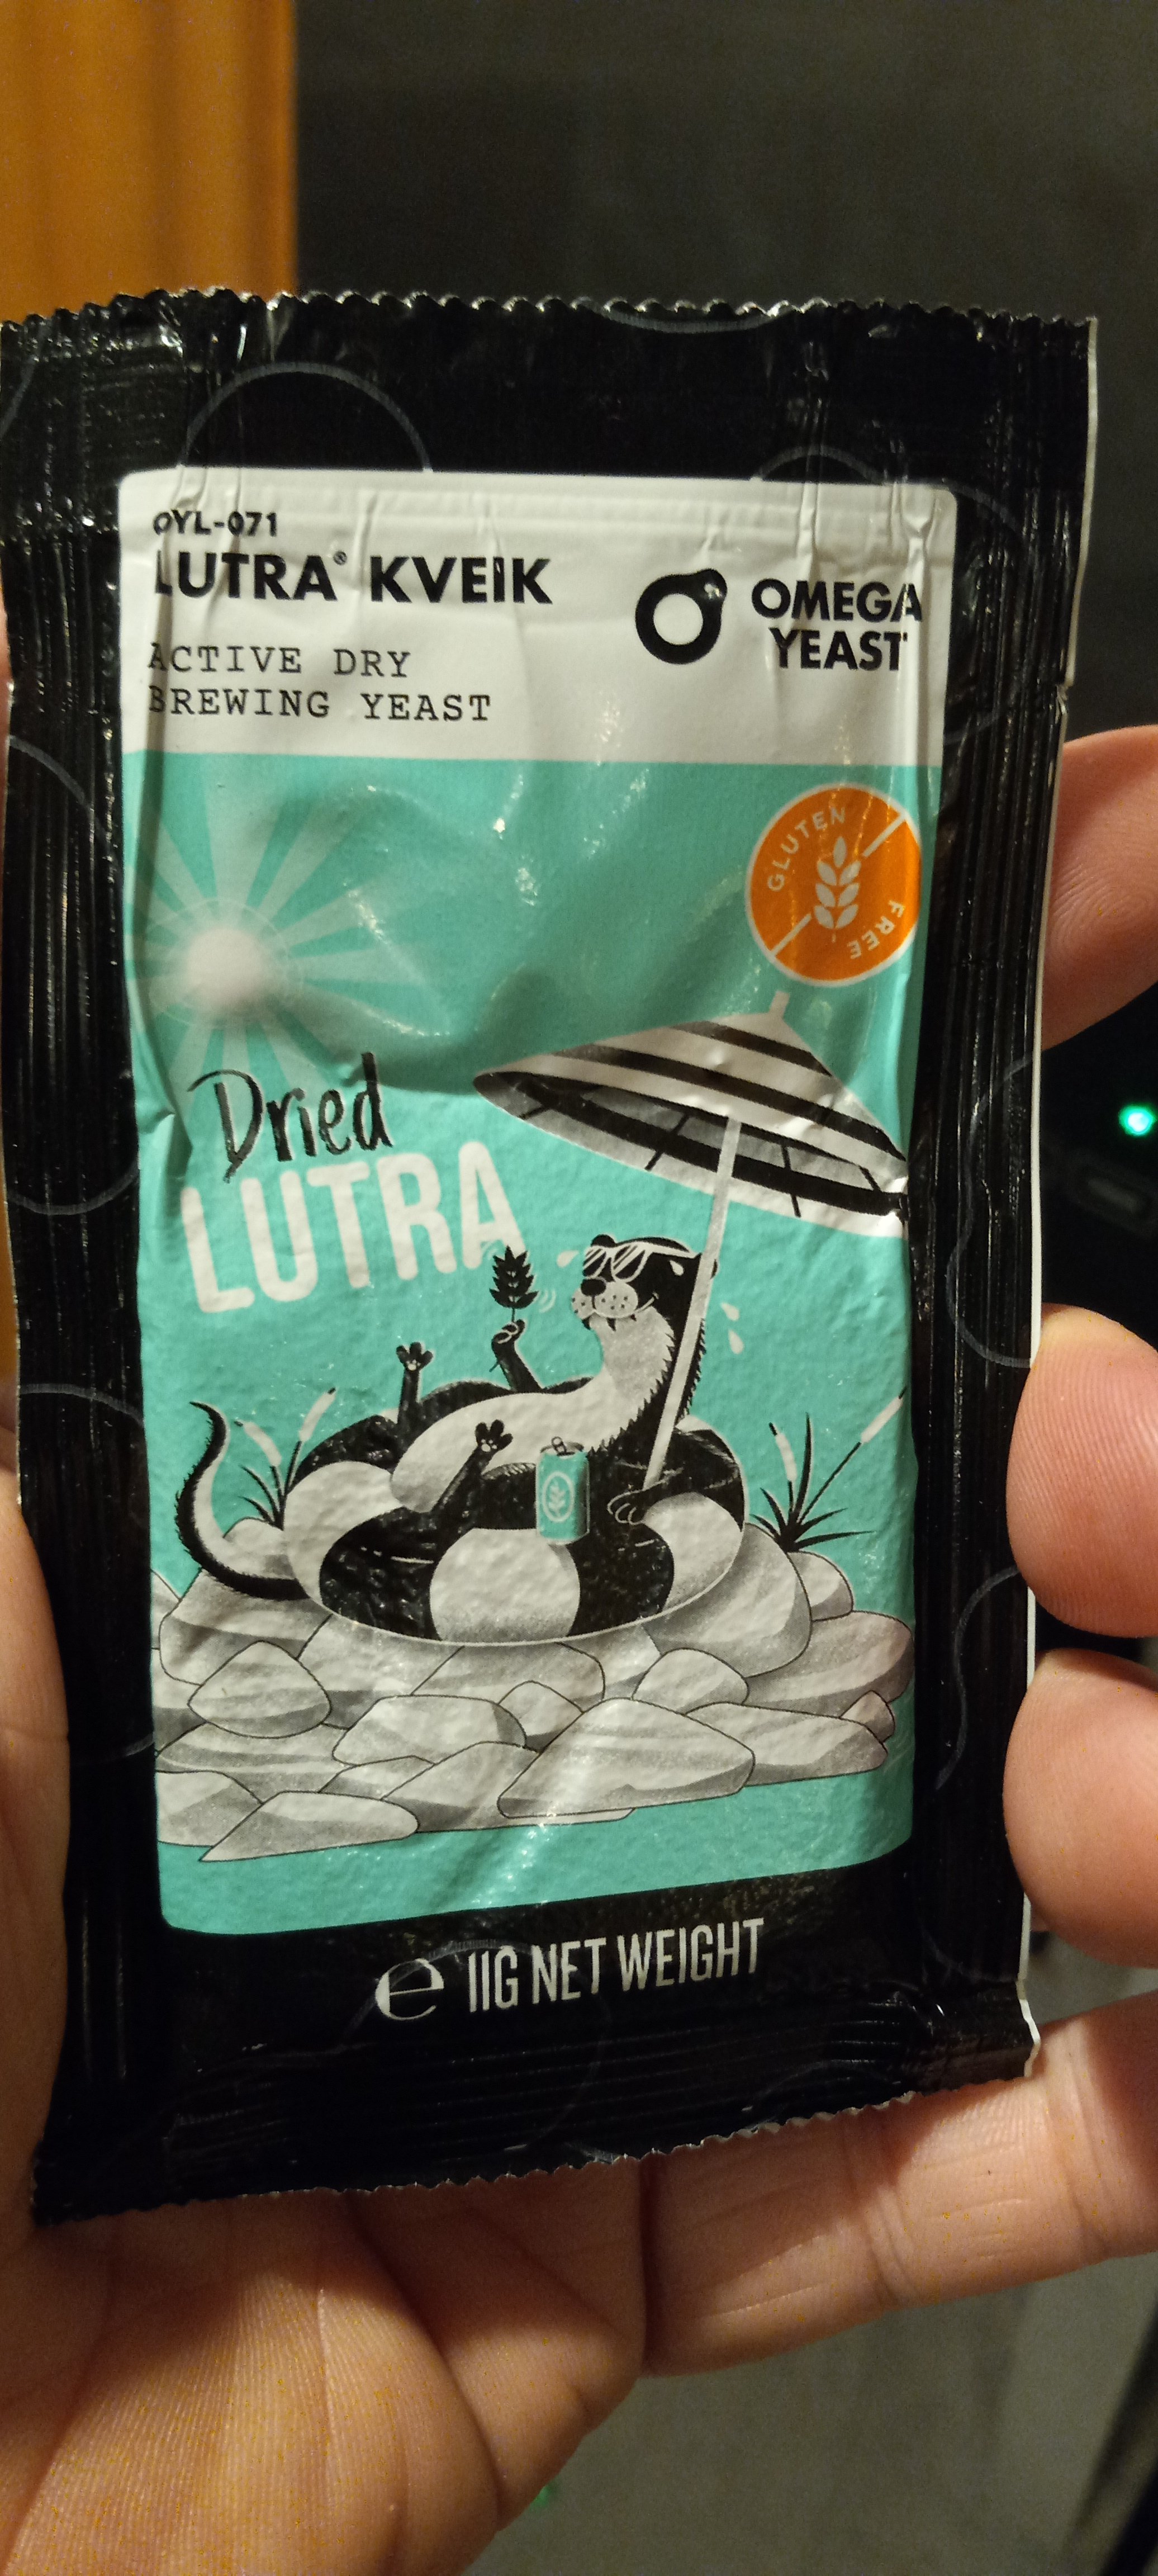 OYL-071
LUTRA® KVEIK
ACTIVE DRY
BREWING YEAST
OMEGA
YEAST
GLUTEN
FREE
Dried
LUTRA
e 11G NET WEIGHT